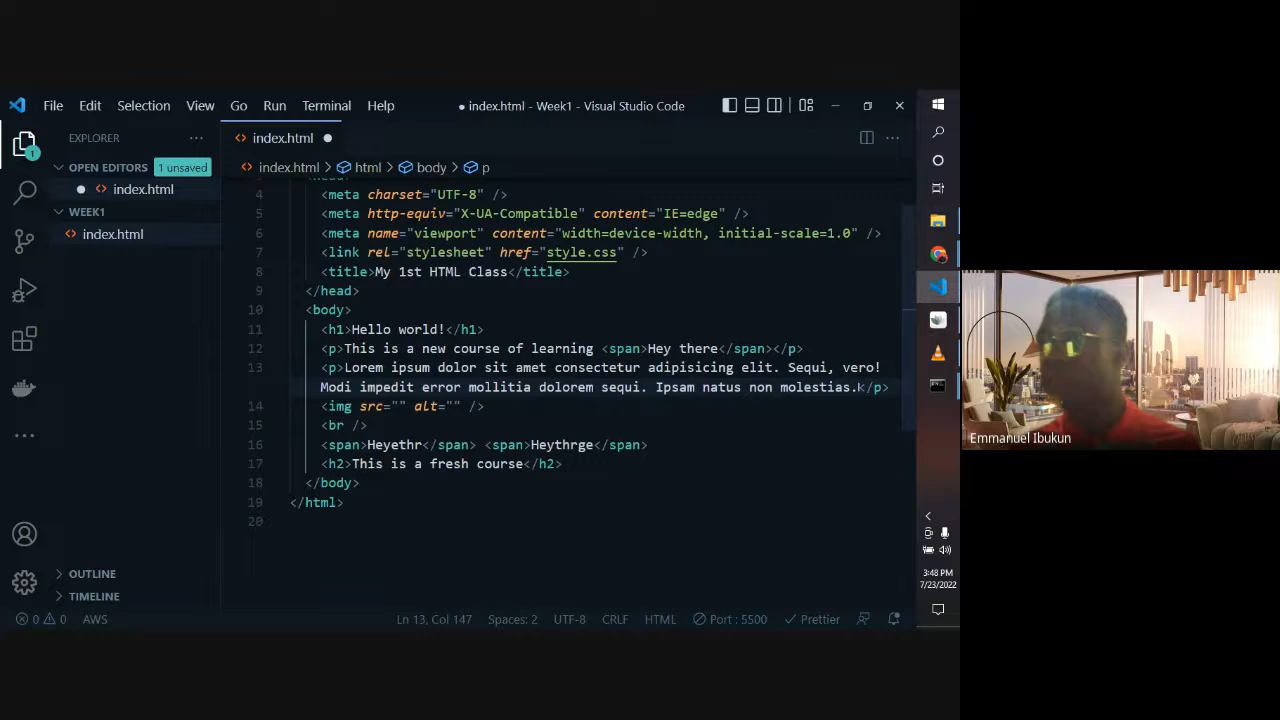 File Edit Selection View Go Run Terminal Help ● index.html - Week1 - Visual Studio Code
EXPLORER ...
<> index.html ●
OPEN EDITORS 1 unsaved
● <> index.html
WEEK1
<> index.html
OUTLINE
TIMELINE
<> index.html > html > body > p
4 <meta charset="UTF-8" />
5 <meta http-equiv="X-UA-Compatible" content="IE=edge" />
6 <meta name="viewport" content="width=device-width, initial-scale=1.0" />
7 <link rel="stylesheet" href="style.css" />
8 <title>My 1st HTML Class</title>
9 </head>
10 <body>
11 <h1>Hello world!</h1>
12 <p>This is a new course of learning <span>Hey there</span></p>
13 <p>Lorem ipsum dolor sit amet consectetur adipisicing elit. Sequi, vero!
Modi impedit error mollitia dolorem sequi. Ipsam natus non molestias.</p>
14 <img src="" alt="" />
15 <br />
16 <span>Heyethr</span> <span>Heythrge</span>
17 <h2>This is a fresh course</h2>
18 </body>
19 </html>
20
0 0 AWS Ln 13, Col 147 Spaces: 2 UTF-8 CRLF HTML Port : 5500 Prettier
1
3:48 PM
7/23/2022
Emmanuel Ibukun